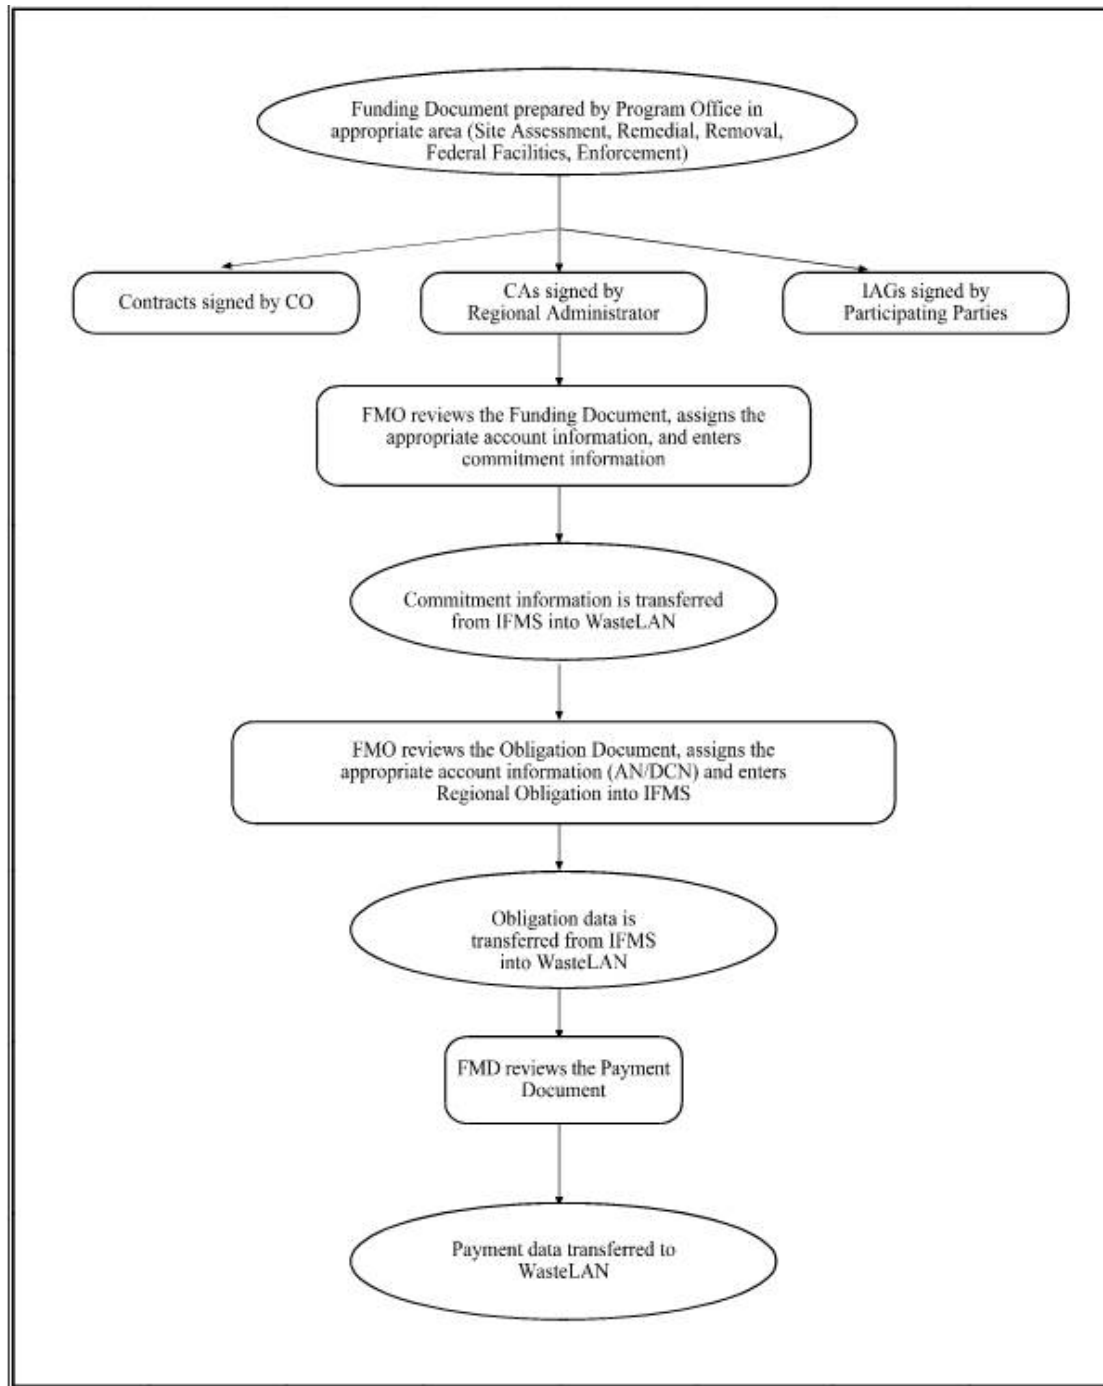 Funding Document prepared by Program Office in
appropriate area (Site Assessment, Remedial, Removal,
Federal Facilities, Enforcement)
Contracts signed by CO
CAs signed by
Regional Administrator
IAGs signed by
Participating Parties
FMO reviews the Funding Document, assigns the
appropriate account information, and enters
commitment information
Commitment information is transferred
from IFMS into WasteLAN
FMO reviews the Obligation Document, assigns the
appropriate account information (AN/DCN) and enters
Regional Obligation into IFMS
Obligation data is
transferred from IFMS
into WasteLAN
FMD reviews the Payment
Document
Payment data transferred to
WasteLAN